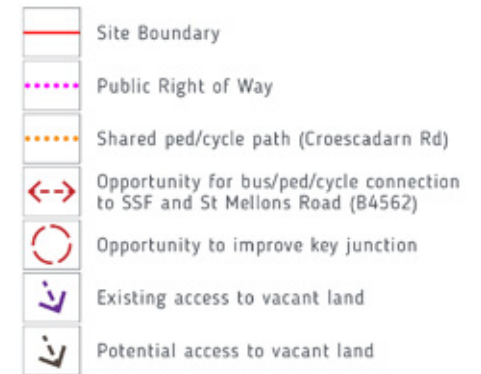 Site Boundary
Public Right of Way
Shared ped/cycle path (Croescadarn Rd)
Opportunity for bus/ped/cycle connection
to SSF and St Mellons Road (B4562)
Opportunity to improve key junction
Existing access to vacant land
Potential access to vacant land